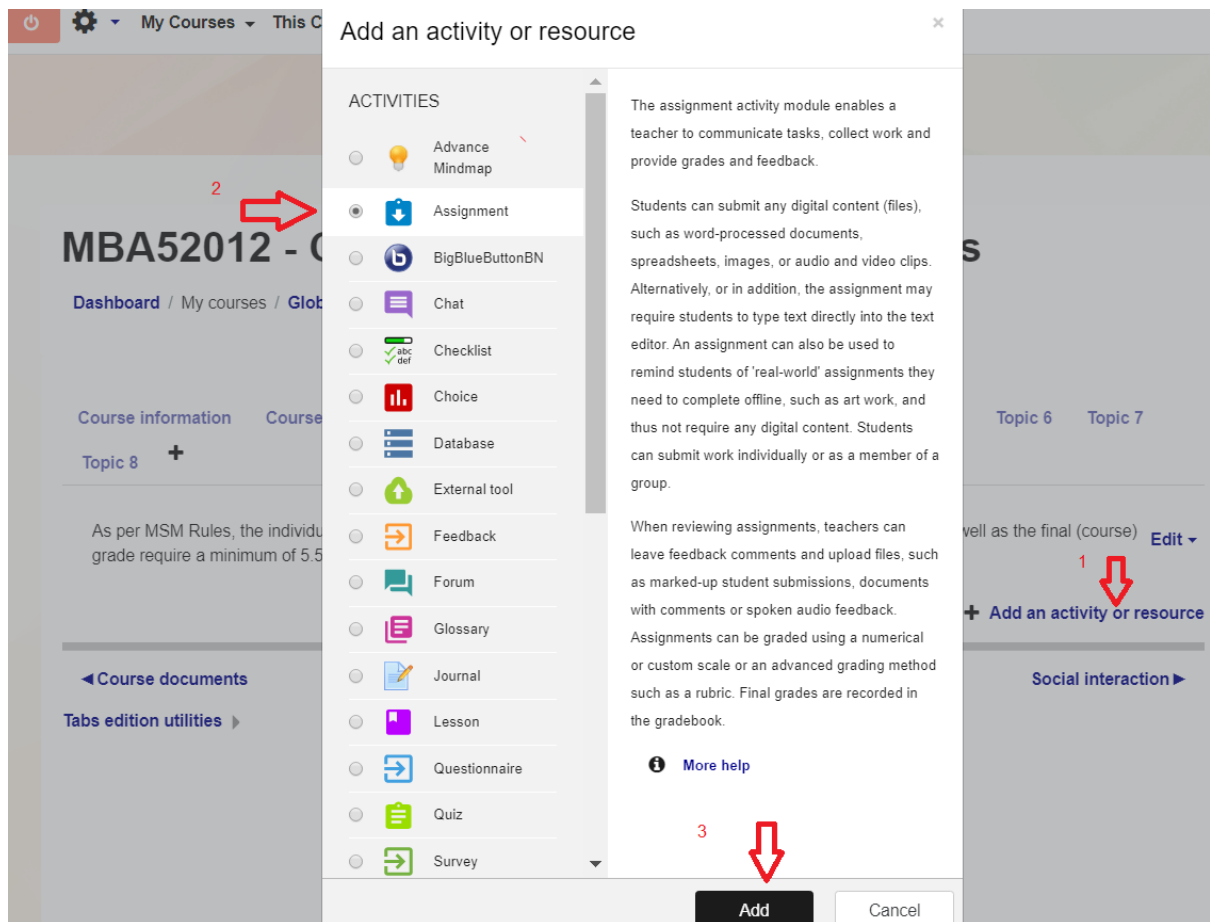 My Courses This C
Add an activity or resource
×
ACTIVITIES
Advance
Mindmap
2
Assignment
BigBlueButtonBN
Chat
abc
def
Checklist
Choice
Database
External tool
Feedback
Forum
Glossary
Journal
Lesson
Questionnaire
Quiz
Survey
The assignment activity module enables a
teacher to communicate tasks, collect work and
provide grades and feedback.
Students can submit any digital content (files),
such as word-processed documents,
spreadsheets, images, or audio and video clips.
Alternatively, or in addition, the assignment may
require students to type text directly into the text
editor. An assignment can also be used to
remind students of 'real-world' assignments they
need to complete offline, such as art work, and
thus not require any digital content. Students
can submit work individually or as a member of a
group.
When reviewing assignments, teachers can
leave feedback comments and upload files, such
as marked-up student submissions, documents
with comments or spoken audio feedback.
Assignments can be graded using a numerical
or custom scale or an advanced grading method
such as a rubric. Final grades are recorded in
the gradebook.
More help
3
Add
Cancel
MBA52012 - s
Dashboard / My courses / Glob
Course information Course Topic 6 Topic 7
Topic 8 +
As per MSM Rules, the individu well as the final (course)
grade require a minimum of 5.5
Edit
1
+ Add an activity or resource
◄ Course documents
Social interaction ►
Tabs edition utilities